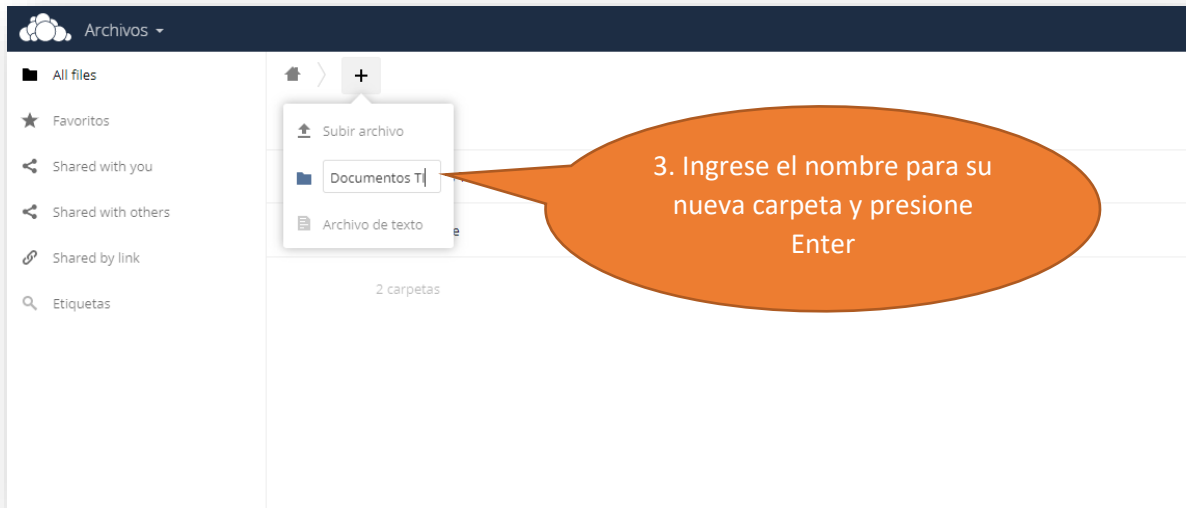 Archivos
All files
Favoritos
Shared with you
Shared with others
Shared by link
Etiquetas
+
Subir archivo
Documentos TI
Archivo de texto
e
2 carpetas
3. Ingrese el nombre para su
nueva carpeta y presione
Enter